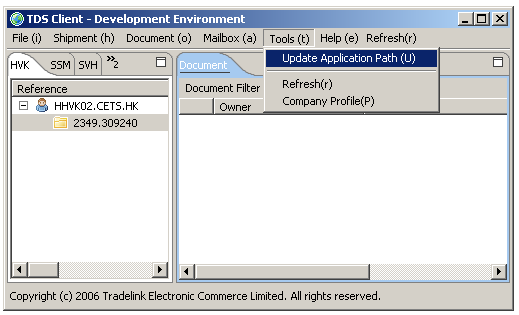 TDS Client - Development Environment
File (i) Shipment (h) Document (o) Mailbox (a) Tools (t) Help (e) Refresh(r)
HVK SSM SVH »2
Document
Update Application Path (U)
Refresh(r)
Company Profile(P)
Reference
HHVK02.CETS.HK
2349.309240
Document Filter
Owner
Copyright (c) 2006 Tradelink Electronic Commerce Limited. All rights reserved.